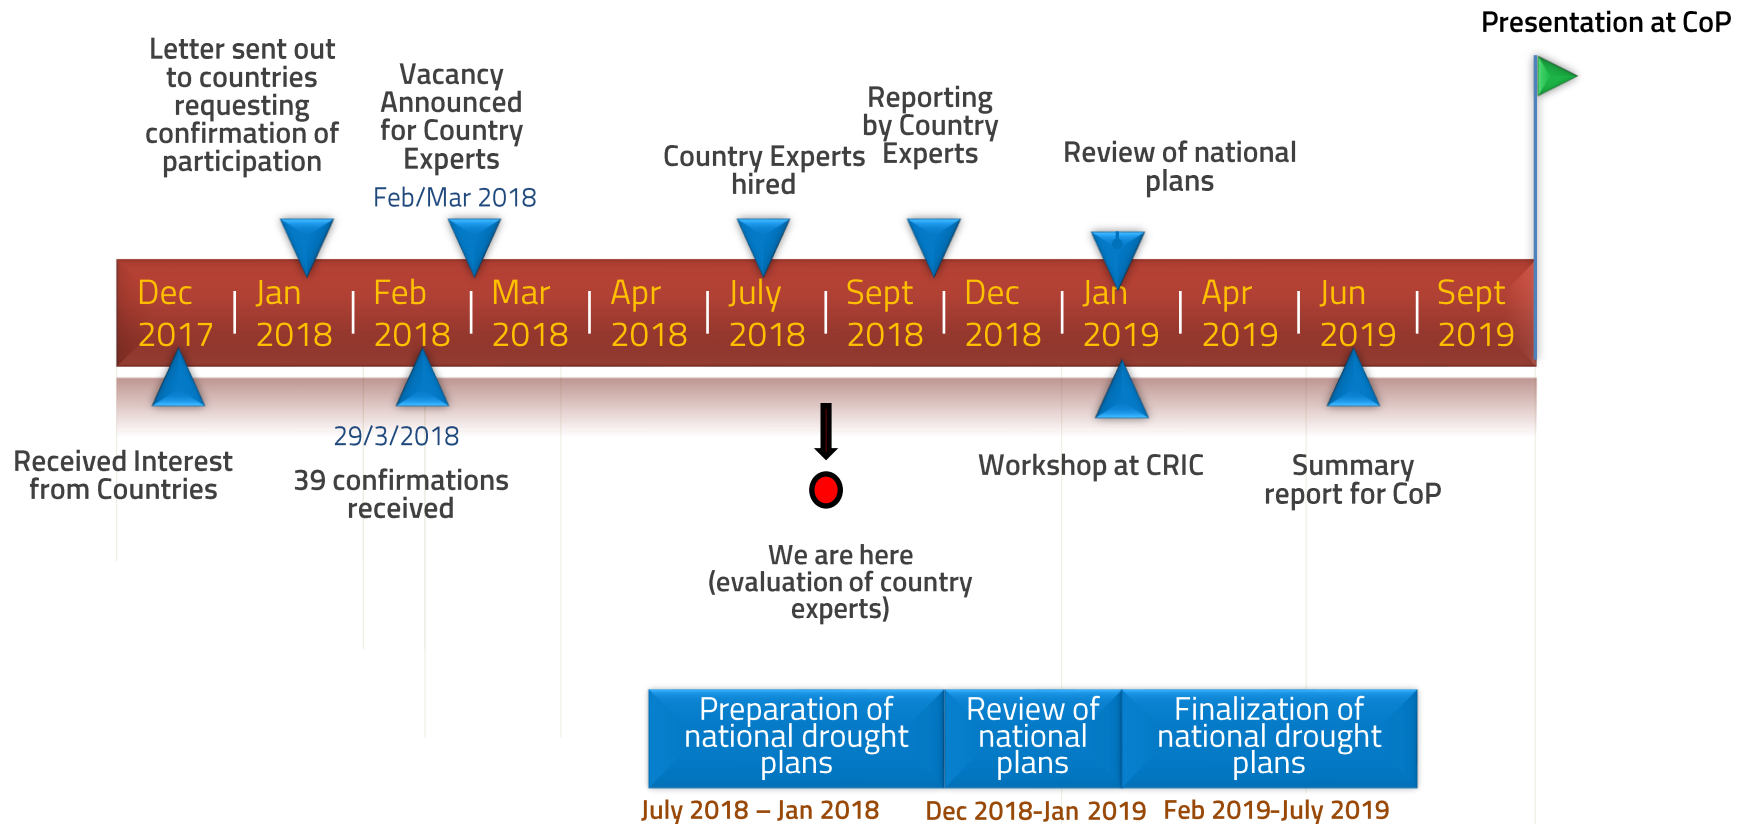 Presentation at CoP
Letter sent out
to countries
requesting
confirmation of
participation
Vacancy
Announced
for Country
Experts
Feb/Mar 2018
Country Experts
hired
Reporting
by Country
Experts
Review of national
plans
Dec
2017
Jan
2018
Feb
2018
Mar
2018
Apr
2018
July
2018
Sept
2018
Dec
2018
Jan
2019
Apr
2019
Jun
2019
Sept
2019
Received Interest
from Countries
29/3/2018
39 confirmations
received
We are here
(evaluation of country
experts)
Workshop at CRIC
Summary
report for CoP
Preparation of
national drought
plans
July 2018 – Jan 2018
Review of
national
plans
Dec 2018-Jan 2019
Finalization of
national drought
plans
Feb 2019-July 2019